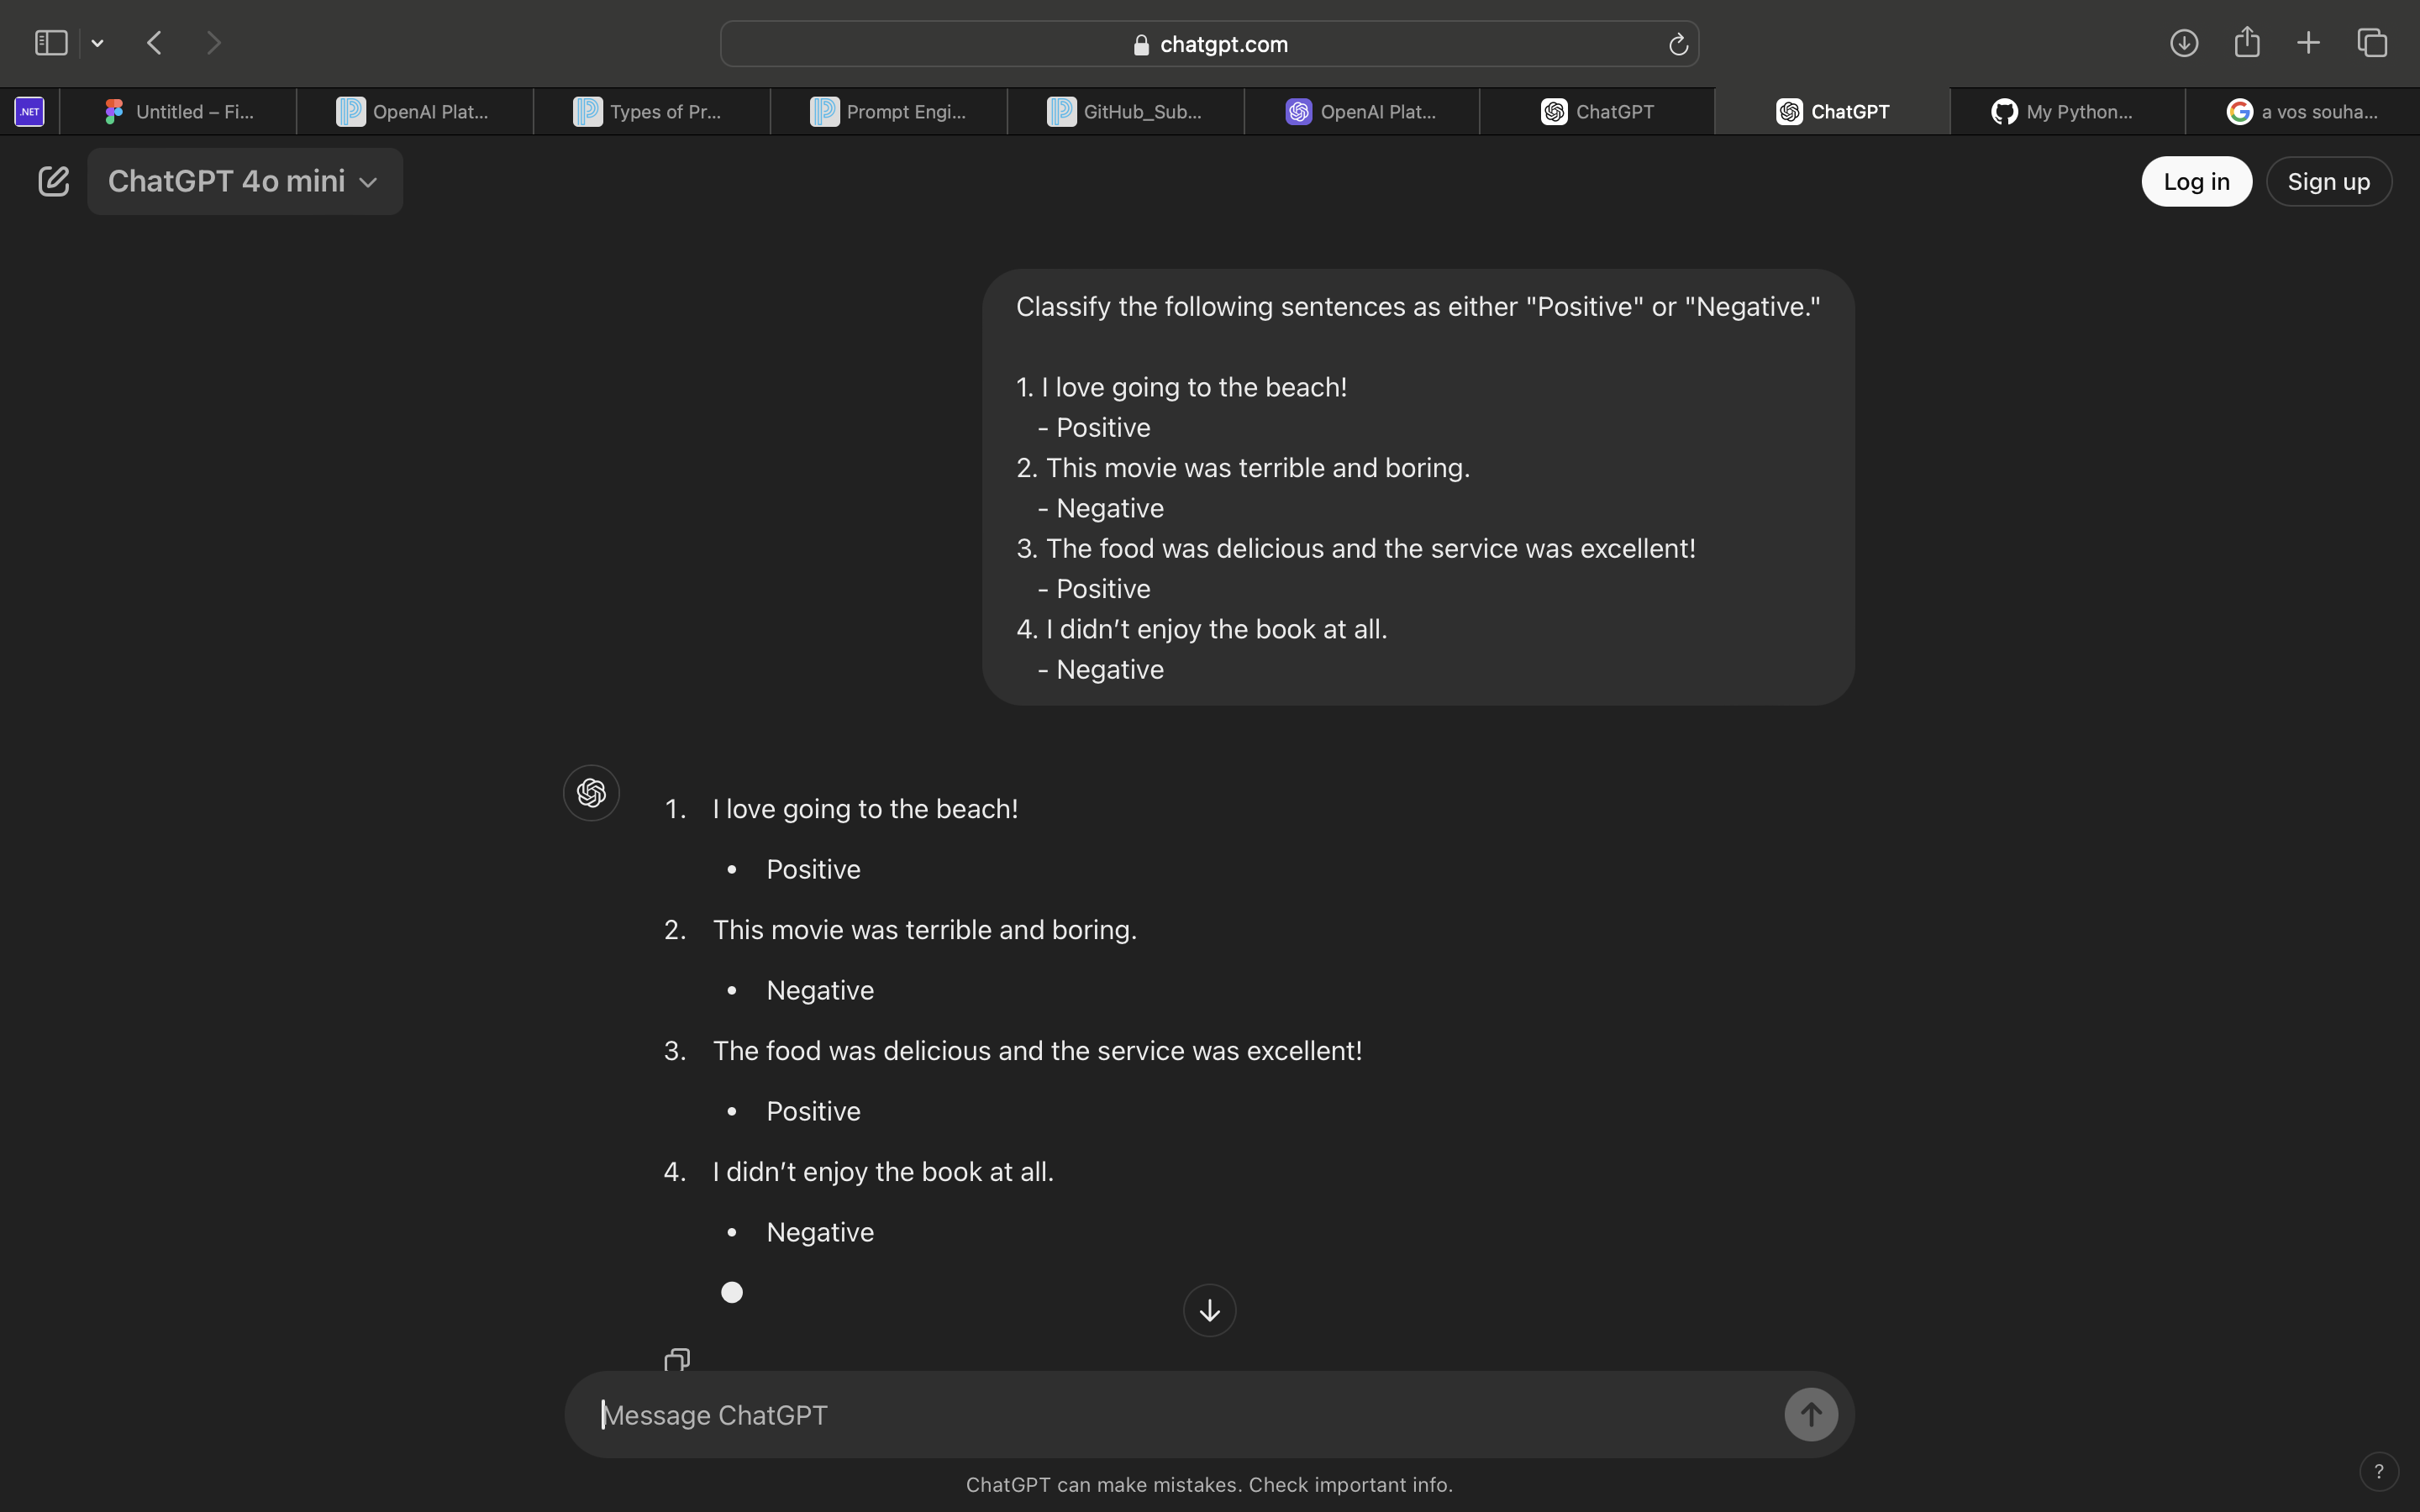 chatgpt.com
.NET
Untitled – Fi...
OpenAI Plat...
Types of Pr...
Prompt Engi...
GitHub_Sub...
OpenAI Plat...
ChatGPT
ChatGPT
My Python...
a vos souha...
ChatGPT 4o mini
Log in
Sign up
Classify the following sentences as either "Positive" or "Negative."
1. I love going to the beach!
- Positive
2. This movie was terrible and boring.
- Negative
3. The food was delicious and the service was excellent!
- Positive
4. I didn’t enjoy the book at all.
- Negative
1. I love going to the beach!
• Positive
2. This movie was terrible and boring.
• Negative
3. The food was delicious and the service was excellent!
• Positive
4. I didn’t enjoy the book at all.
• Negative
Message ChatGPT
ChatGPT can make mistakes. Check important info.
?